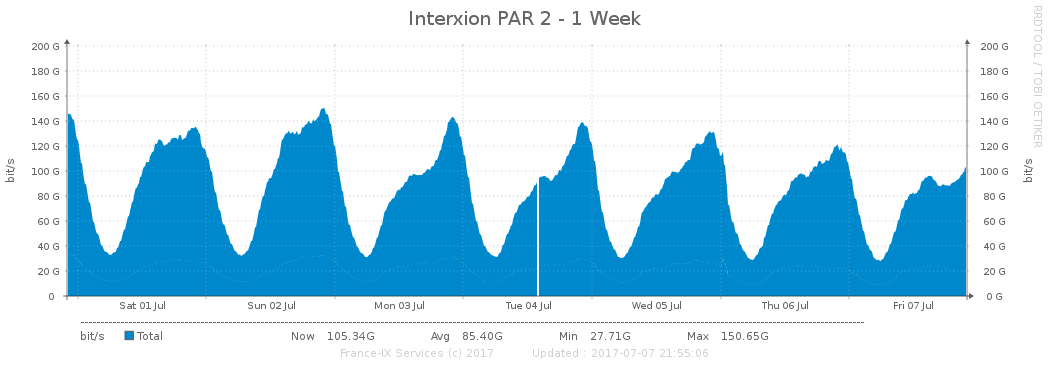 Interxion PAR 2 - 1 Week
RRDTOOL / TOBI OETIKER
200 G 200 G
180 G 180 G
160 G 160 G
140 G 140 G
120 G 120 G
100 G 100 G
80 G 80 G
60 G 60 G
40 G 40 G
20 G 20 G
0 0 G
bit/s
bit/s
Sat 01 Jul Sun 02 Jul Mon 03 Jul Tue 04 Jul Wed 05 Jul Thu 06 Jul Fri 07 Jul
bit/s Total Now 105.34G Avg 85.40G Min 27.71G Max 150.65G
France-IX Services (c) 2017 Updated : 2017-07-07 21:55:06